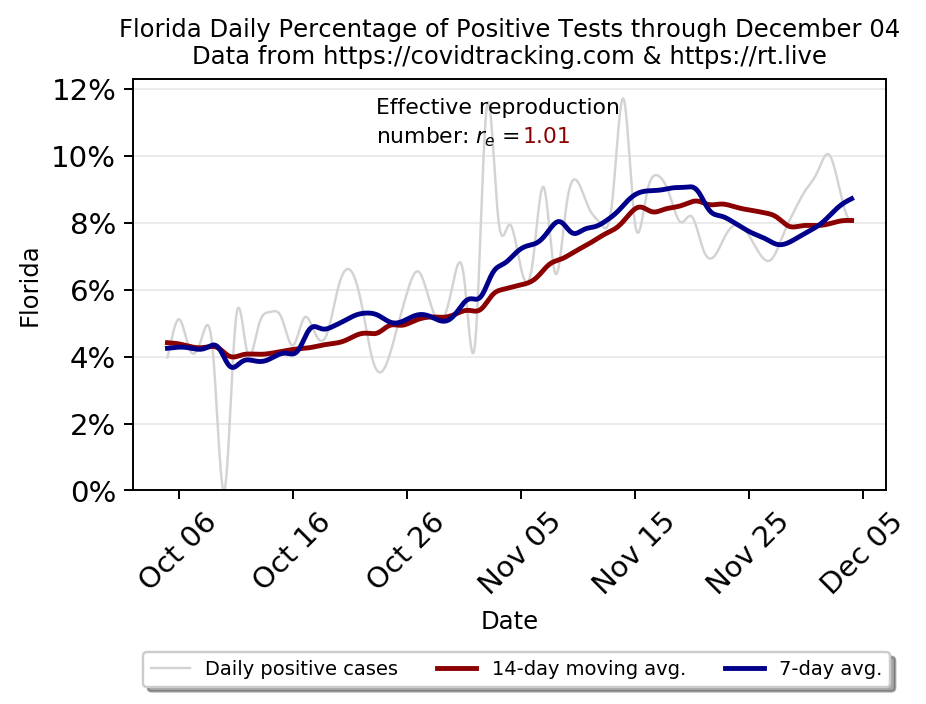 Florida Daily Percentage of Positive Tests through December 04
Data from https://covidtracking.com & https://rt.live
12%
Effective reproduction
number: rₑ =1.01
10%
8%
6%
4%
2%
0%
Florida
Oct 06
Oct 16
Oct 26
Nov 05
Nov 15
Nov 25
Dec 05
Date
Daily positive cases
14-day moving avg.
7-day avg.